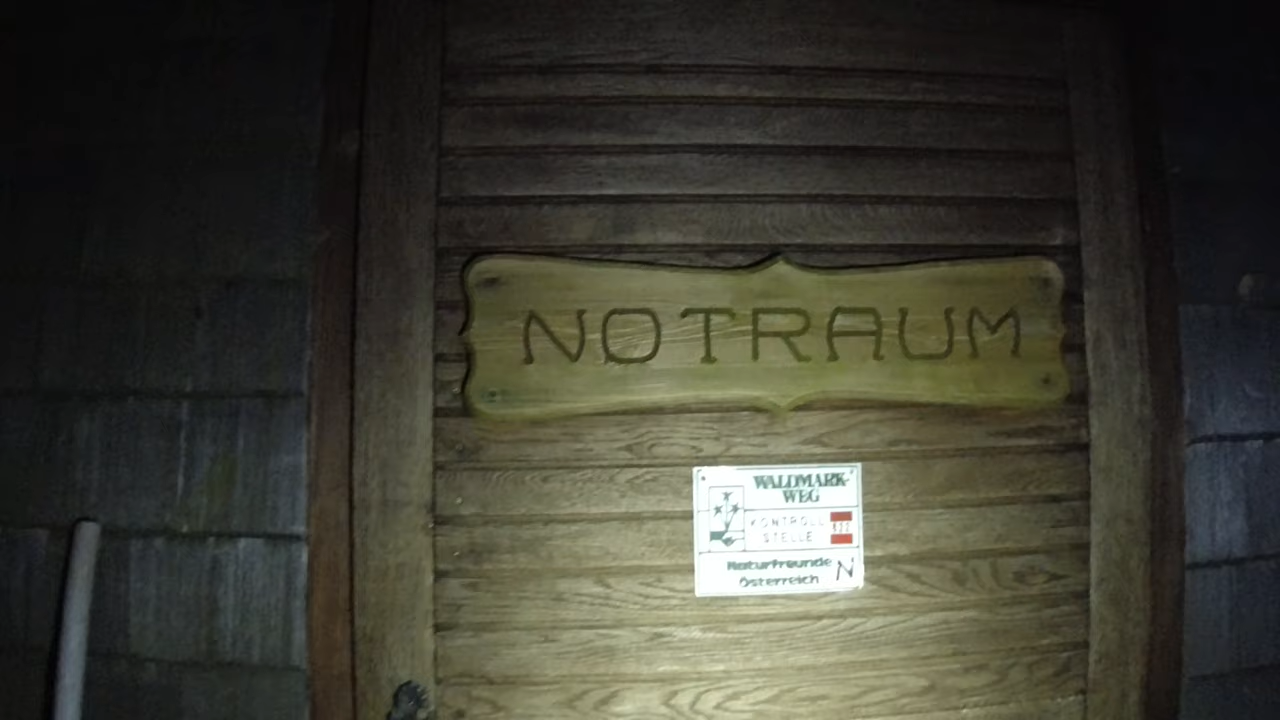 NOTRAUM
WALDMARK-
WEG
KONTROLL
STELLE
Naturfreunde
Österreich
N